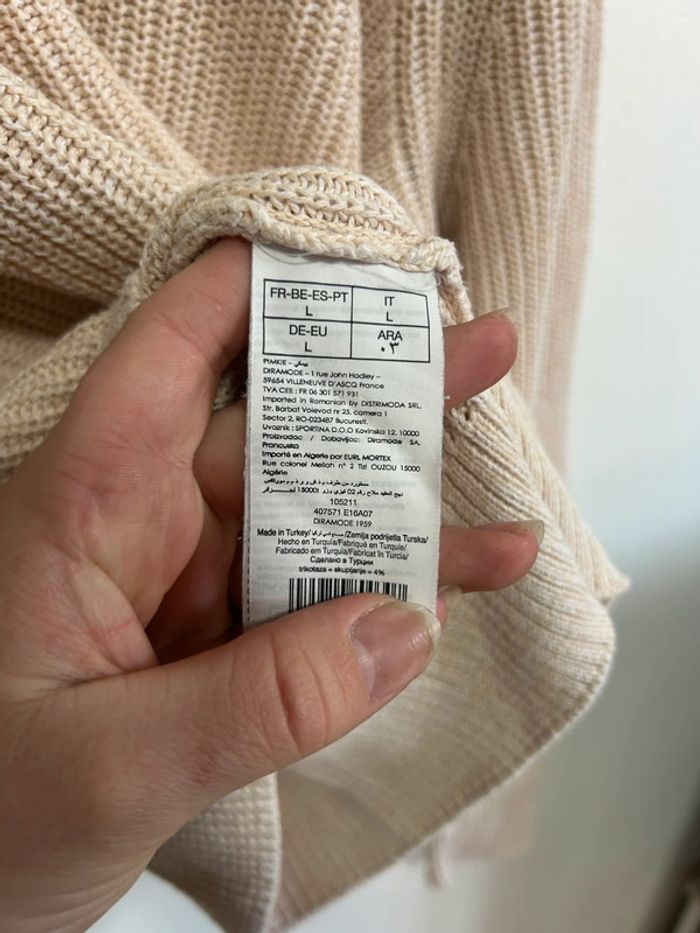 FR-BE-ES-PT
L
IT
L
DE-EU
L
ARA
٠٣
PIMKIE - بيمكي
DIRAMODE - 1 rue John Hadley -
59654 VILLENEUVE D'ASCQ France
TVA CEE : FR 06 301 571 931
Imported in Romanian by DISTRIMODA SRL.
Str. Barbat Voievod nr 25, camera 1
Sector 2, RO-023487 Bucuresti.
Uvoznik : SPORTINA D.O.O Kavinska 12, 10000
Proizvodac / Dobavljac: Diramode SA,
Francuska
Importé en Algerie par EURL MORTEX
Rue colonel Mellah n° 2 Tizi OUZOU 15000
Algérie
105211
407571 E16A07
DIRAMODE 1959
Made in Turkey/ /Zemlja podrijetla Turska/
Hecho en Turquia/Fabriqué en Turquie/
Fabricado em Turquia/Fabricat în Turcia/
Сделано в Турции
trikotaza = skupljanje = 4%